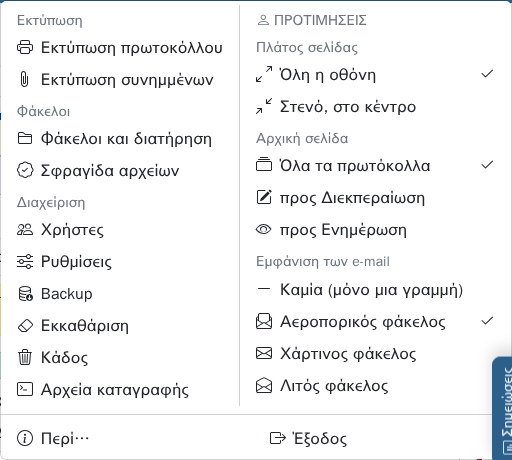 Εκτύπωση
Εκτύπωση πρωτοκόλλου
Εκτύπωση συνημμένων
Φάκελοι
Φάκελοι και διατήρηση
Σφραγίδα αρχείων
Διαχείριση
Χρήστες
Ρυθμίσεις
Backup
Εκκαθάριση
Κάδος
Αρχεία καταγραφής
ΠΡΟΤΙΜΗΣΕΙΣ
Πλάτος σελίδας
Όλη η οθόνη
Στενό, στο κέντρο
Αρχική σελίδα
Όλα τα πρωτόκολλα
προς Διεκπεραίωση
προς Ενημέρωση
Εμφάνιση των e-mail
Καμία (μόνο μια γραμμή)
Αεροπορικός φάκελος
Χάρτινος φάκελος
Λιτός φάκελος
Περί…
Έξοδος
Σημειώσεις